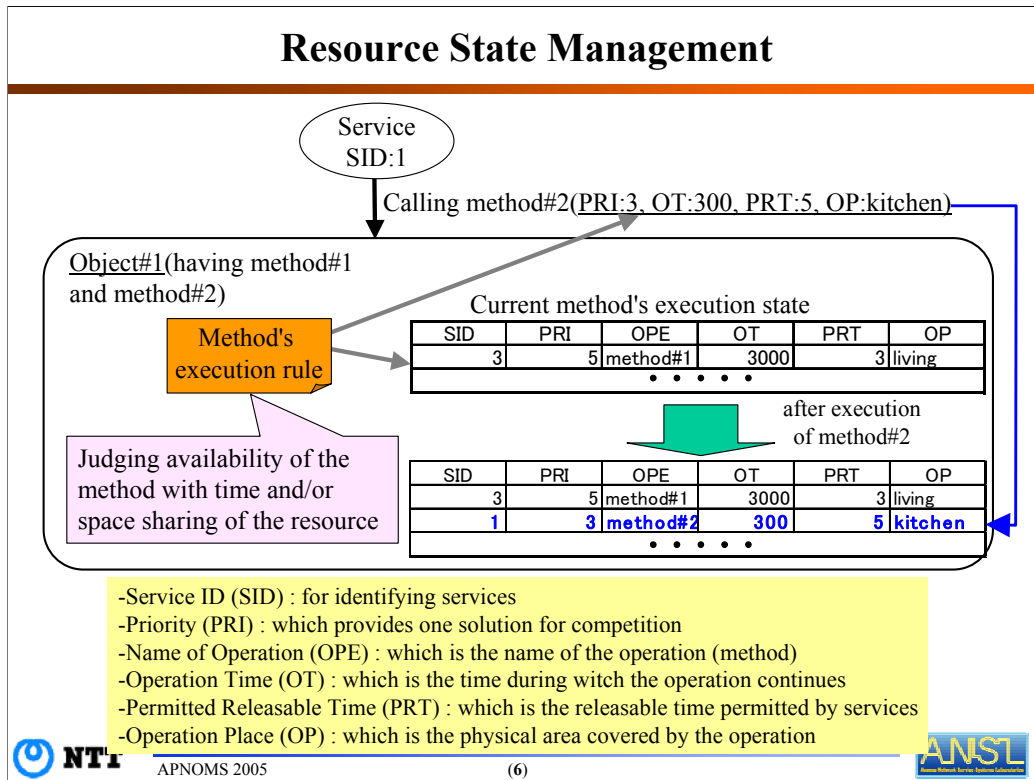 Resource State Management
Service
SID:1
Calling method#2(PRI:3, OT:300, PRT:5, OP:kitchen)
Object#1(having method#1
and method#2)
Method's
execution rule
Judging availability of the
method with time and/or
space sharing of the resource
Current method's execution state
SID PRI OPE OT PRT OP
3 5 method#1 3000 3 living
• • • • •
after execution
of method#2
SID PRI OPE OT PRT OP
3 5 method#1 3000 3 living
1 3 method#2 300 5 kitchen
• • • • •
-Service ID (SID) : for identifying services
-Priority (PRI) : which provides one solution for competition
-Name of Operation (OPE) : which is the name of the operation (method)
-Operation Time (OT) : which is the time during witch the operation continues
-Permitted Releasable Time (PRT) : which is the releasable time permitted by services
-Operation Place (OP) : which is the physical area covered by the operation
NTT
APNOMS 2005
(6)
ANSL